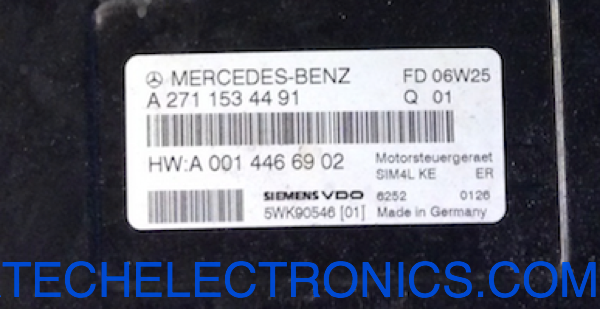 MERCEDES-BENZ FD 06W25
A 271 153 44 91 Q 01
HW:A 001 446 69 02 Motorsteuergeraet
SIM4L KE ER
SIEMENS VDO 6252 0126
5WK90546 [01] Made in Germany
.TECHELECTRONICS.COM